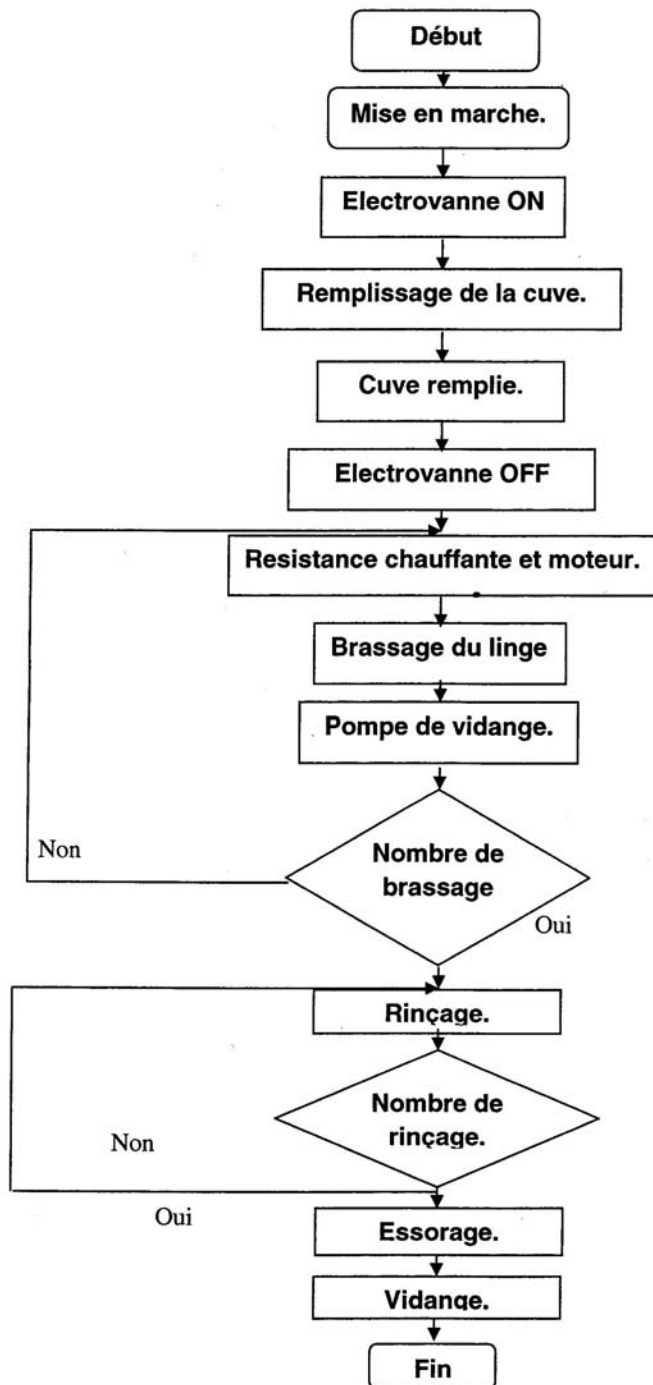 Début
Mise en marche.
Electrovanne ON
Remplissage de la cuve.
Cuve remplie.
Electrovanne OFF
Resistance chauffante et moteur.
Brassage du linge
Pompe de vidange.
Non
Nombre de
brassage
Oui
Rinçage.
Nombre de
rinçage.
Non
Oui
Essorage.
Vidange.
Fin